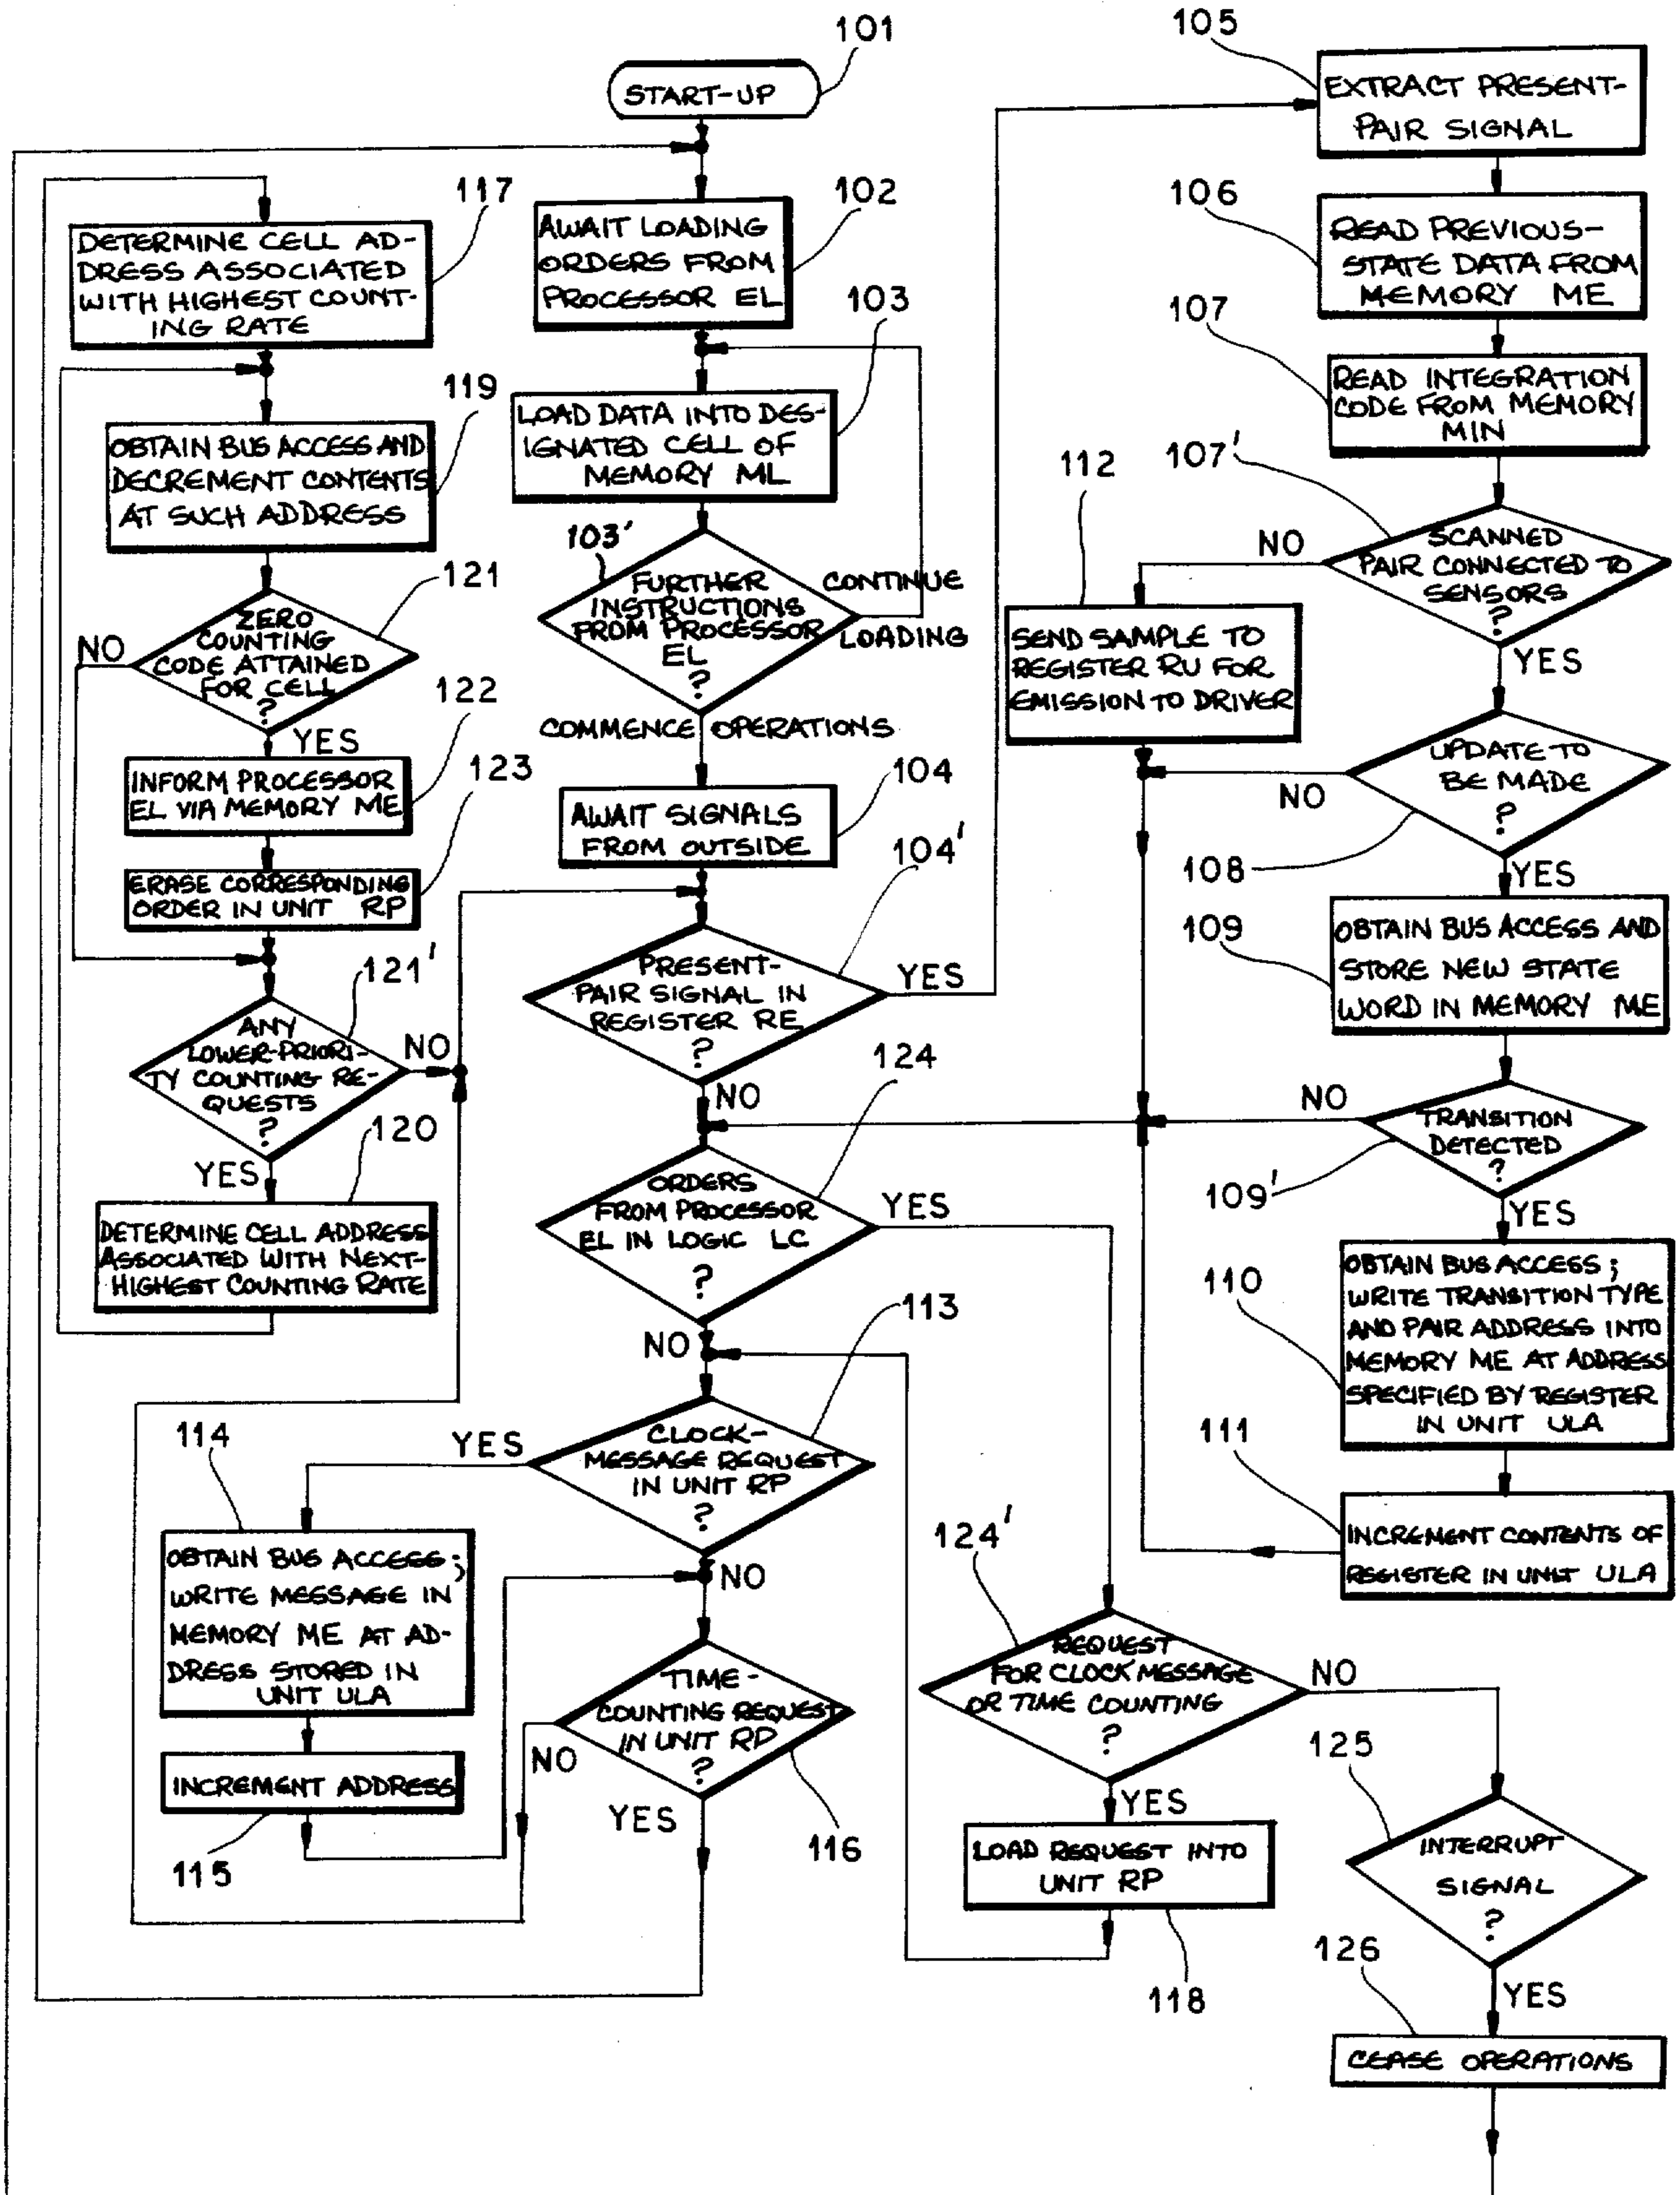 101
START-UP
105
EXTRACT PRESENT-
PAIR SIGNAL
117
DETERMINE CELL AD-
DRESS ASSOCIATED
WITH HIGHEST COUNT-
ING RATE
102
AWAIT LOADING
ORDERS FROM
PROCESSOR EL
106
READ PREVIOUS-
STATE DATA FROM
MEMORY ME
103
LOAD DATA INTO DES-
IGNATED CELL OF
MEMORY ML
107
READ INTEGRATION
CODE FROM MEMORY
MIN
119
OBTAIN BUS ACCESS AND
DECREMENT CONTENTS
AT SUCH ADDRESS
103'
FURTHER
INSTRUCTIONS
FROM PROCESSOR
EL
?
CONTINUE
LOADING
COMMENCE OPERATIONS
112
SEND SAMPLE TO
REGISTER RU FOR
EMISSION TO DRIVER
107'
SCANNED
PAIR CONNECTED TO
SENSORS
?
NO
YES
121
ZERO
COUNTING
CODE ATTAINED
FOR CELL
?
NO
YES
122
INFORM PROCESSOR
EL VIA MEMORY ME
123
ERASE CORRESPONDING
ORDER IN UNIT RP
104
AWAIT SIGNALS
FROM OUTSIDE
108
UPDATE TO
BE MADE
?
NO
YES
104'
PRESENT-
PAIR SIGNAL IN
REGISTER RE
?
YES
NO
109
OBTAIN BUS ACCESS AND
STORE NEW STATE
WORD IN MEMORY ME
121'
ANY
LOWER-PRIORI-
TY COUNTING RE-
QUESTS
?
NO
YES
120
DETERMINE CELL ADDRESS
ASSOCIATED WITH NEXT-
HIGHEST COUNTING RATE
124
ORDERS
FROM PROCESSOR
EL IN LOGIC LC
?
YES
NO
109'
TRANSITION
DETECTED
?
NO
YES
110
OBTAIN BUS ACCESS;
WRITE TRANSITION TYPE
AND PAIR ADDRESS INTO
MEMORY ME AT ADDRESS
SPECIFIED BY REGISTER
IN UNIT ULA
113
CLOCK-
MESSAGE REQUEST
IN UNIT RP
?
YES
NO
111
INCREMENT CONTENTS OF
REGISTER IN UNIT ULA
114
OBTAIN BUS ACCESS;
WRITE MESSAGE IN
MEMORY ME AT AD-
DRESS STORED IN
UNIT ULA
INCREMENT ADDRESS
115
TIME-
COUNTING REQUEST
IN UNIT RP
?
NO
YES
116
124'
REQUEST
FOR CLOCK MESSAGE
OR TIME COUNTING
?
NO
YES
LOAD REQUEST INTO
UNIT RP
118
125
INTERRUPT
SIGNAL
?
YES
126
CEASE OPERATIONS